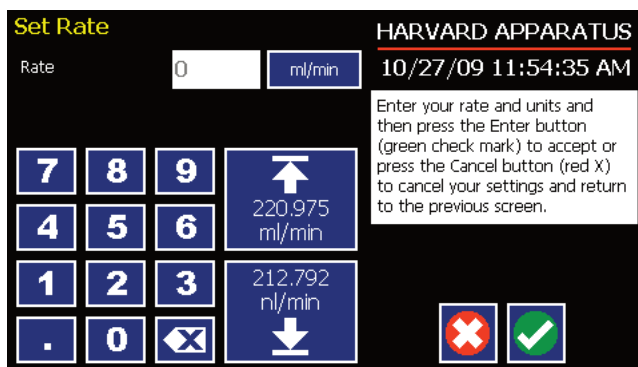 Set Rate
HARVARD APPARATUS
Rate
0
ml/min
10/27/09 11:54:35 AM
Enter your rate and units and
then press the Enter button
(green check mark) to accept or
press the Cancel button (red X)
to cancel your settings and return
to the previous screen.
7 8 9
220.975
ml/min
4 5 6
1 2 3
212.792
nl/min
. 0